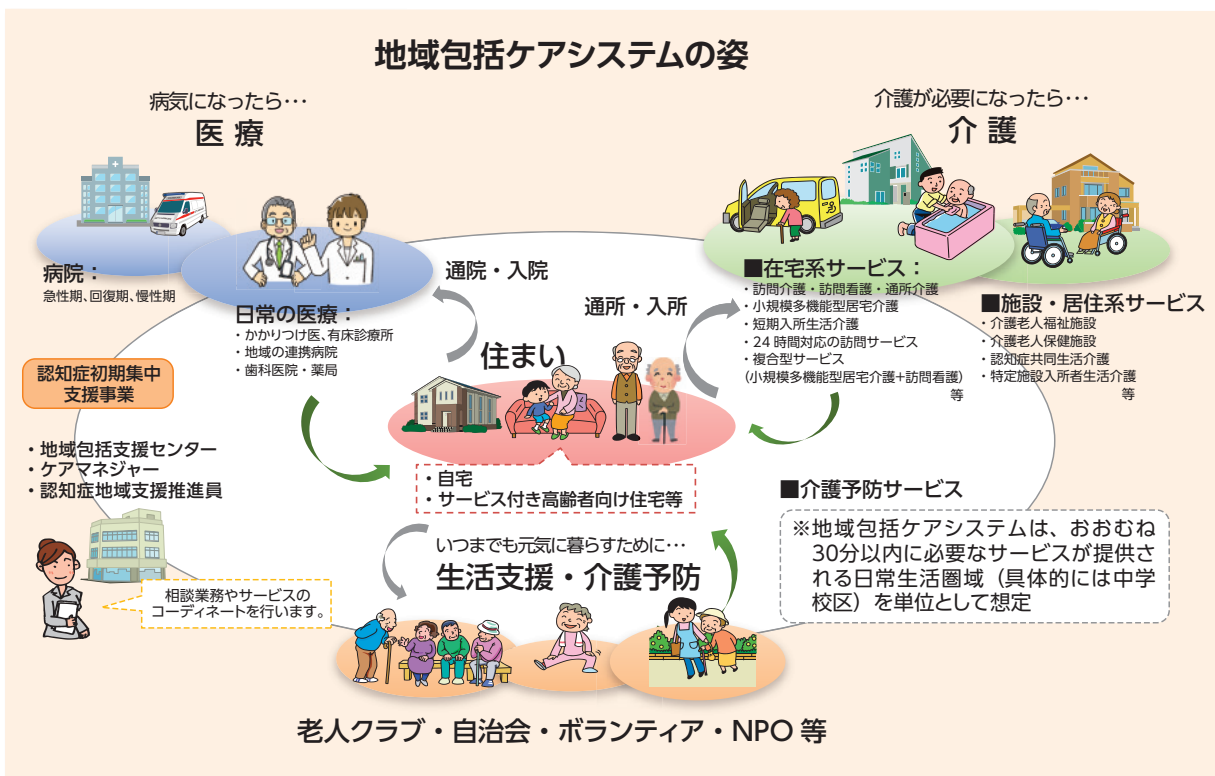 地域包括ケアシステムの姿
病気になったら･･･
医 療
病院：
急性期、回復期、慢性期
日常の医療：
・かかりつけ医、有床診療所
・地域の連携病院
・歯科医院・薬局
通院・入院
介護が必要になったら･･･
介 護
通所・入所
■在宅系サービス：
・訪問介護・訪問看護・通所介護
・小規模多機能型居宅介護
・短期入所生活介護
・24 時間対応の訪問サービス
・複合型サービス
（小規模多機能型居宅介護＋訪問看護）
等
■施設・居住系サービス
・介護老人福祉施設
・介護老人保健施設
・認知症共同生活介護
・特定施設入所者生活介護
等
住まい
・自宅
・サービス付き高齢者向け住宅等
認知症初期集中
支援事業
・地域包括支援センター
・ケアマネジャー
・認知症地域支援推進員
相談業務やサービスの
コーディネートを行います。
■介護予防サービス
※地域包括ケアシステムは、おおむね
30分以内に必要なサービスが提供さ
れる日常生活圏域（具体的には中学
校区）を単位として想定
いつまでも元気に暮らすために･･･
生活支援・介護予防
老人クラブ・自治会・ボランティア・NPO 等